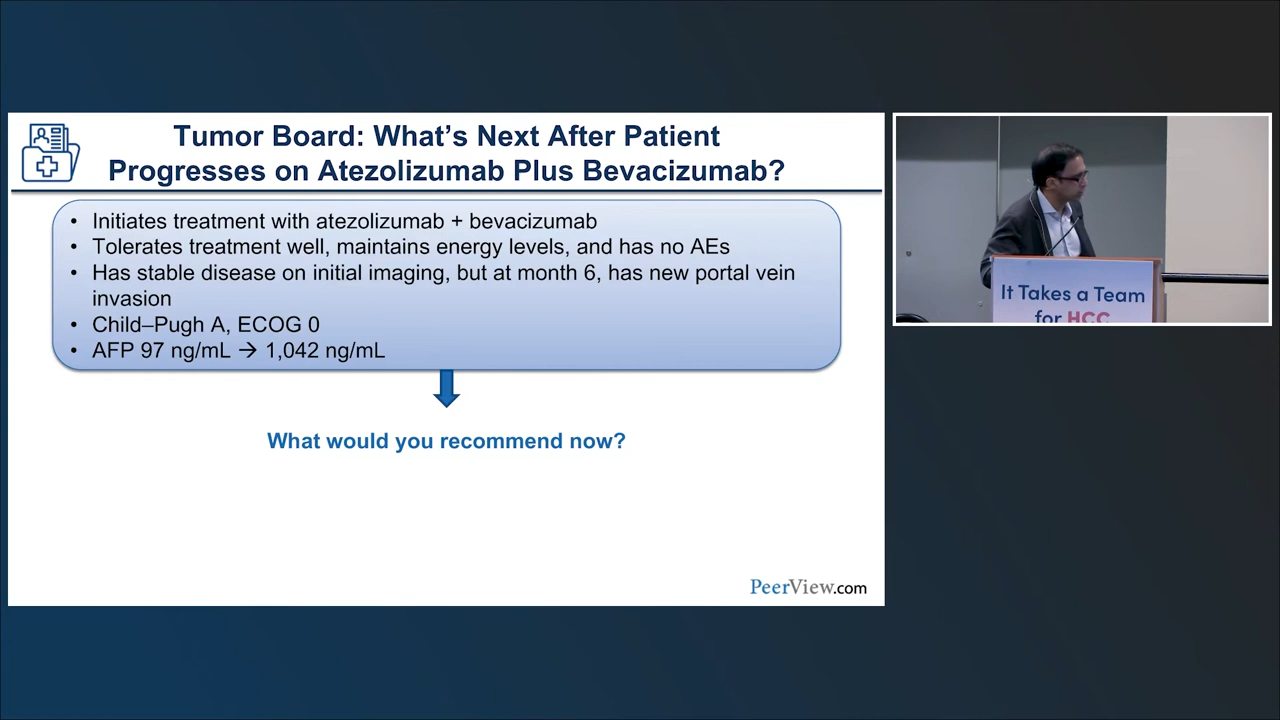 Tumor Board: What's Next After Patient
Progresses on Atezolizumab Plus Bevacizumab?
• Initiates treatment with atezolizumab + bevacizumab
• Tolerates treatment well, maintains energy levels, and has no AEs
• Has stable disease on initial imaging, but at month 6, has new portal vein
invasion
• Child–Pugh A, ECOG 0
• AFP 97 ng/mL → 1,042 ng/mL
What would you recommend now?
PeerView.com
It Takes a Team
for HCC